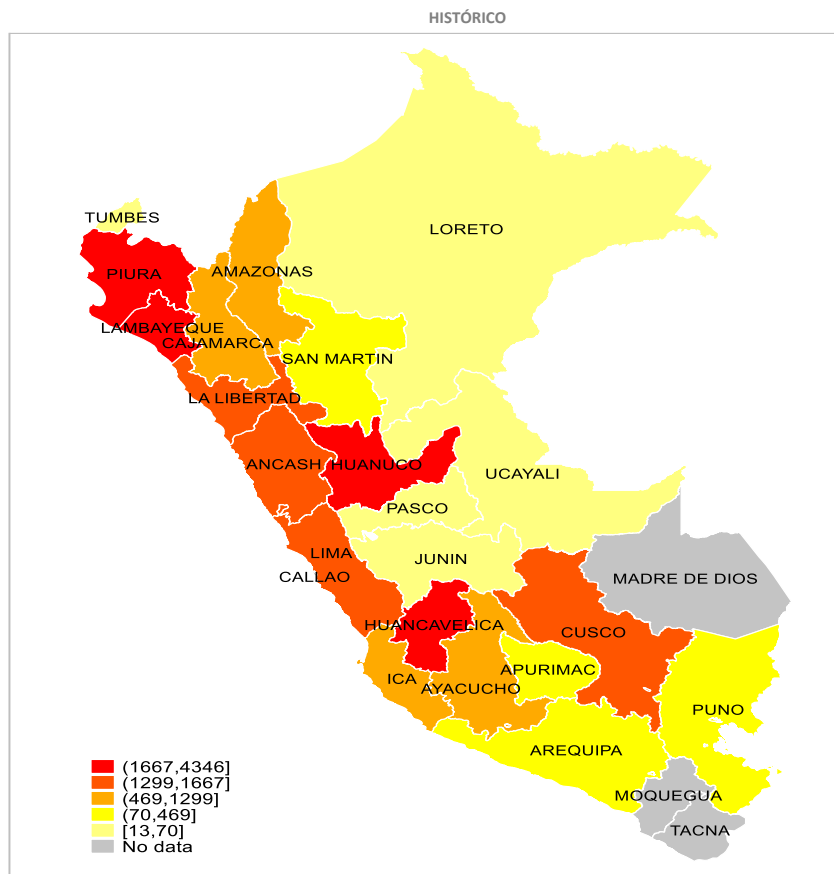 HISTÓRICO
TUMBES
LORETO
PIURA
AMAZONAS
LAMBAYEQUE
CAJAMARCA
SAN MARTIN
LA LIBERTAD
ANCASH
HUANUCO
UCAYALI
PASCO
LIMA
JUNIN
CALLAO
MADRE DE DIOS
HUANCAVELICA
CUSCO
APURIMAC
ICA
AYACUCHO
PUNO
AREQUIPA
MOQUEGUA
TACNA
(1667,4346]
(1299,1667]
(469,1299]
(70,469]
[13,70]
No data